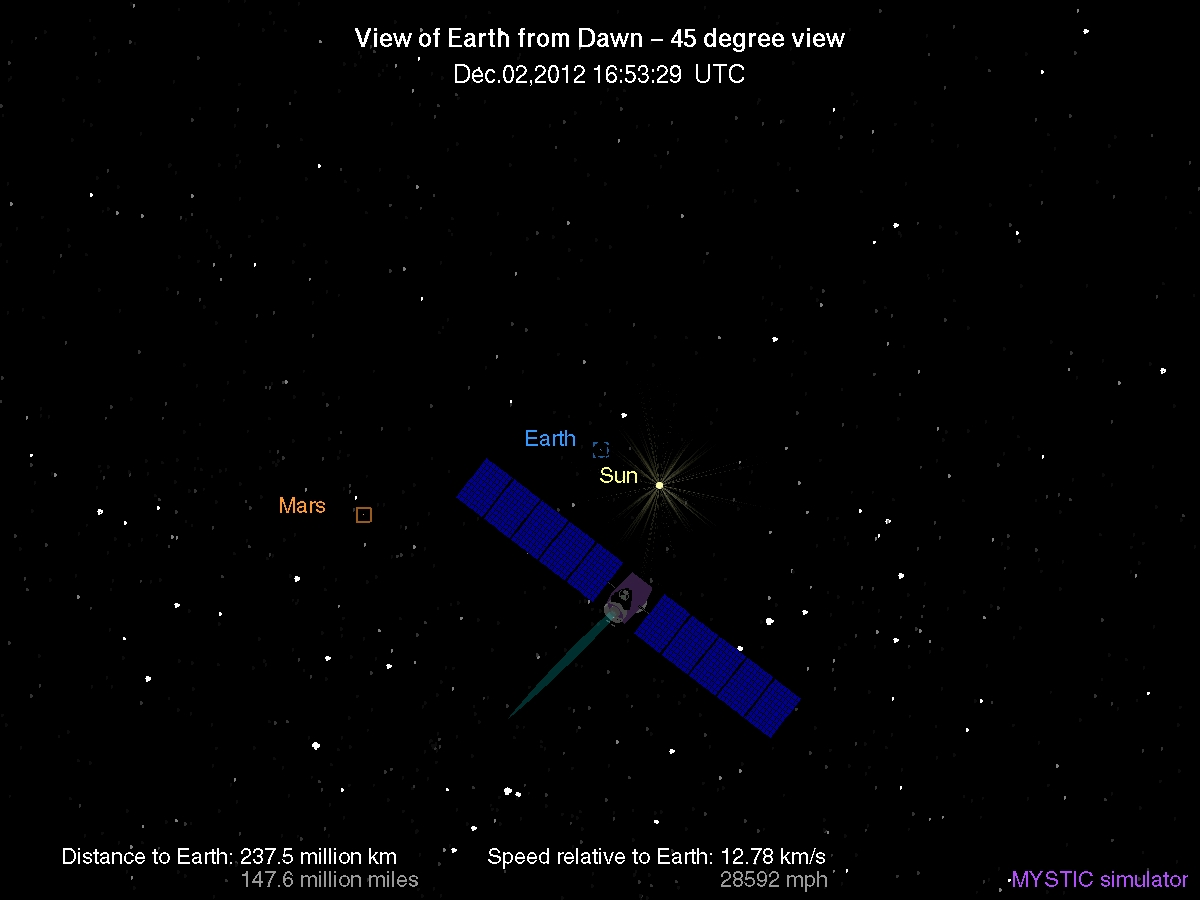 View of Earth from Dawn – 45 degree view
Dec.02,2012 16:53:29 UTC
Earth
Sun
Mars
Distance to Earth: 237.5 million km
147.6 million miles
Speed relative to Earth: 12.78 km/s
28592 mph
MYSTIC simulator